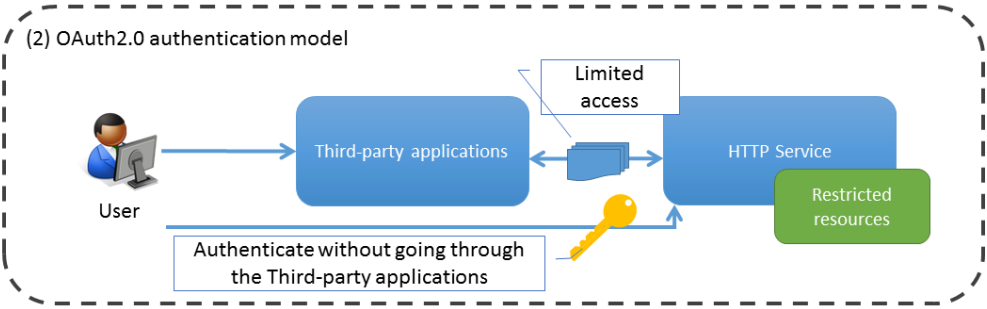 (2) OAuth2.0 authentication model
Limited
access
Third-party applications
HTTP Service
Restricted
resources
User
Authenticate without going through
the Third-party applications